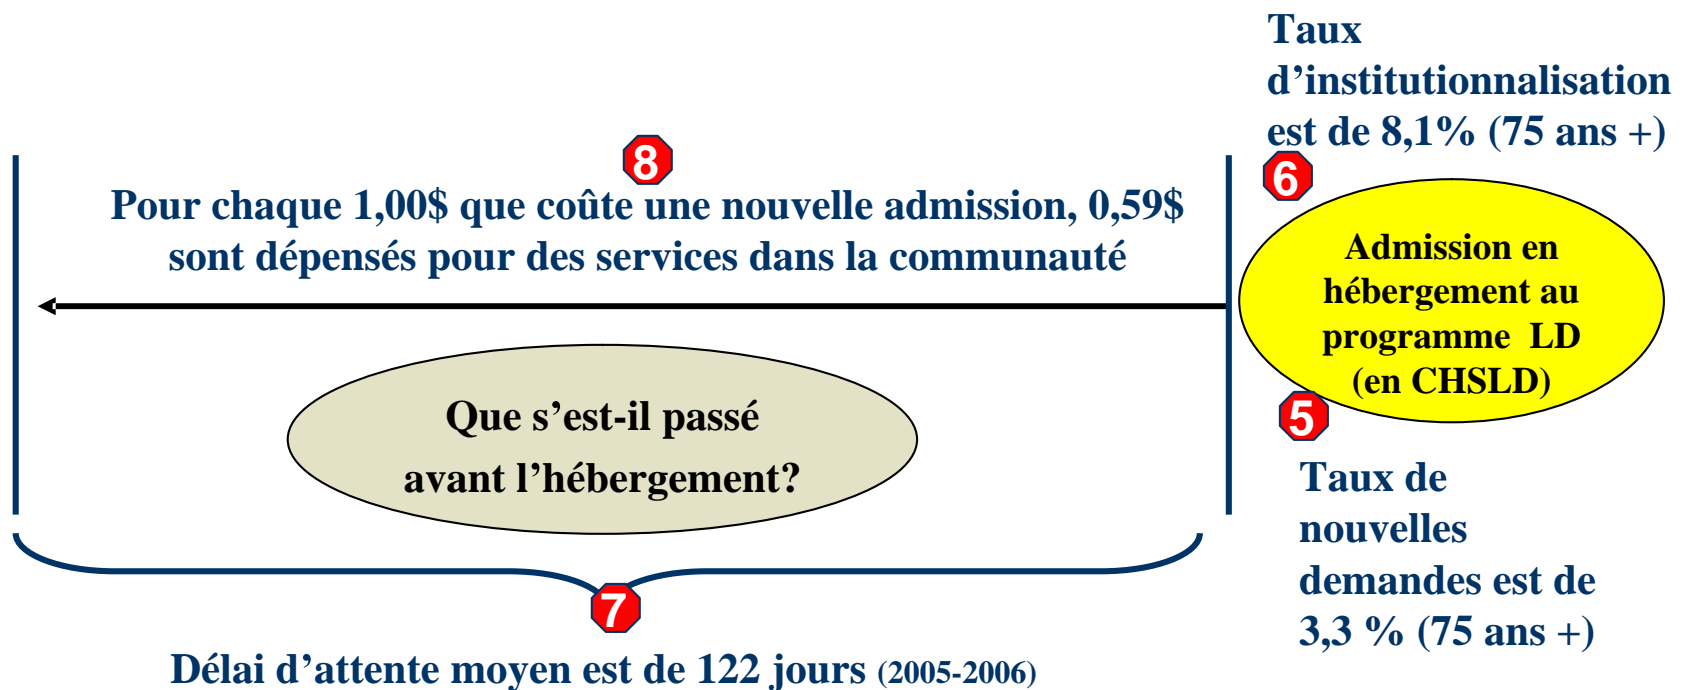 Taux
d’institutionnalisation
est de 8,1% (75 ans +)
8
Pour chaque 1,00$ que coûte une nouvelle admission, 0,59$
sont dépensés pour des services dans la communauté
6
Admission en
hébergement au
programme LD
(en CHSLD)
Que s’est-il passé
avant l’hébergement?
5
Taux de
nouvelles
demandes est de
3,3 % (75 ans +)
7
Délai d’attente moyen est de 122 jours (2005-2006)